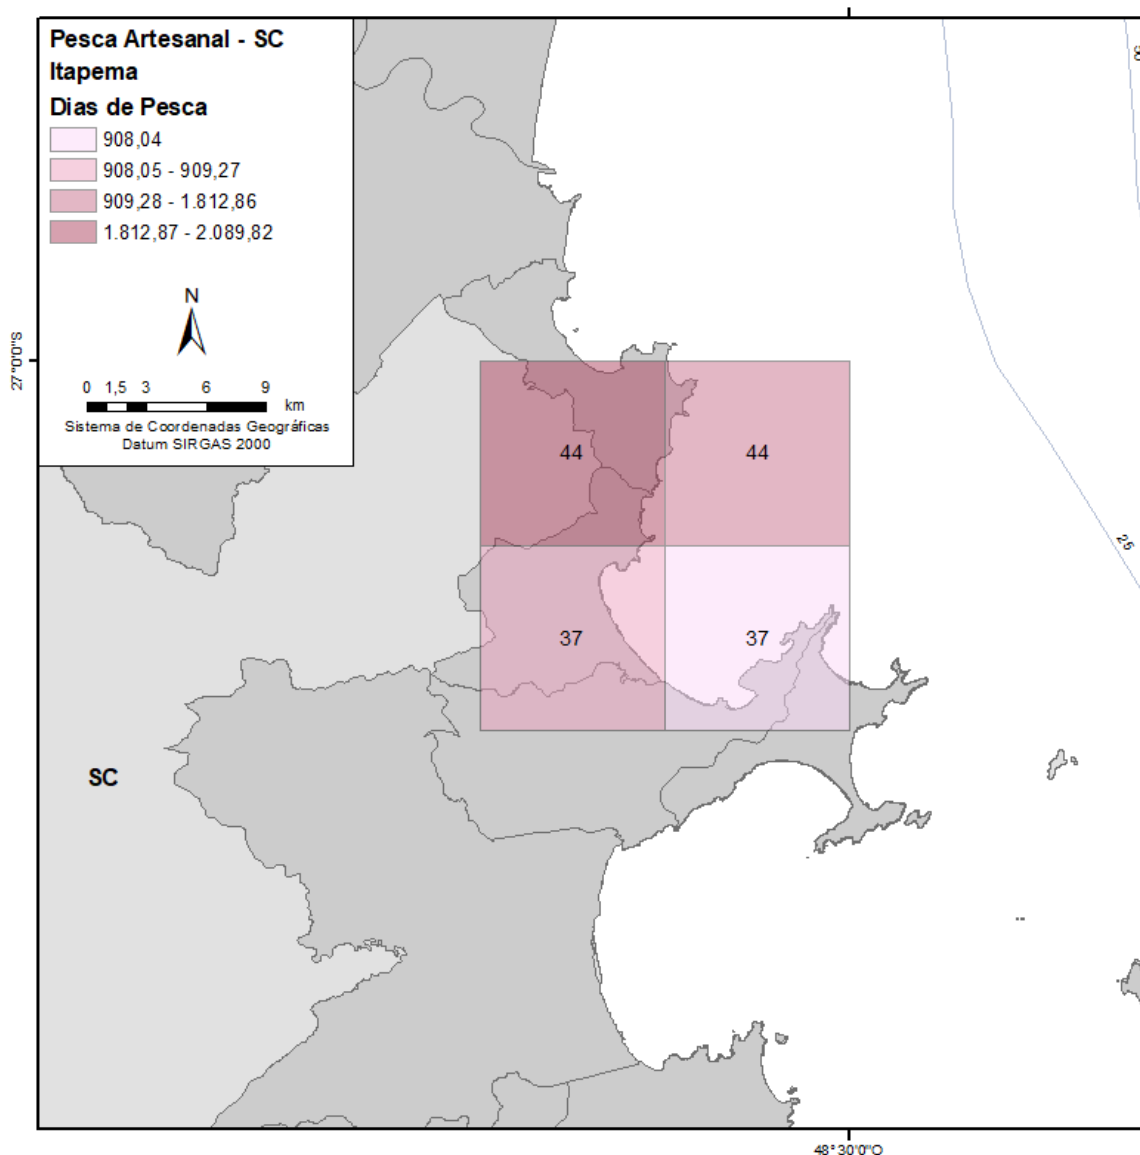 Pesca Artesanal - SC
Itapema
Dias de Pesca
908,04
908,05 - 909,27
909,28 - 1.812,86
1.812,87 - 2.089,82
N
0 1,5 3 6 9
km
Sistema de Coordenadas Geográficas
Datum SIRGAS 2000
27°0'0"S
44
44
37
37
SC
25
48°30'0"O